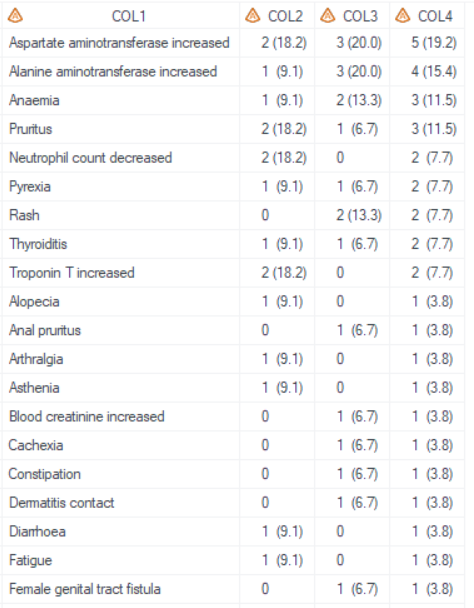 COL1 COL2 COL3 COL4
Aspartate aminotransferase increased 2 (18.2) 3 (20.0) 5 (19.2)
Alanine aminotransferase increased 1 (9.1) 3 (20.0) 4 (15.4)
Anaemia 1 (9.1) 2 (13.3) 3 (11.5)
Pruritus 2 (18.2) 1 (6.7) 3 (11.5)
Neutrophil count decreased 2 (18.2) 0 2 (7.7)
Pyrexia 1 (9.1) 1 (6.7) 2 (7.7)
Rash 0 2 (13.3) 2 (7.7)
Thyroiditis 1 (9.1) 1 (6.7) 2 (7.7)
Troponin T increased 2 (18.2) 0 2 (7.7)
Alopecia 1 (9.1) 0 1 (3.8)
Anal pruritus 0 1 (6.7) 1 (3.8)
Arthralgia 1 (9.1) 0 1 (3.8)
Asthenia 1 (9.1) 0 1 (3.8)
Blood creatinine increased 0 1 (6.7) 1 (3.8)
Cachexia 0 1 (6.7) 1 (3.8)
Constipation 0 1 (6.7) 1 (3.8)
Dermatitis contact 0 1 (6.7) 1 (3.8)
Diarrhoea 1 (9.1) 0 1 (3.8)
Fatigue 1 (9.1) 0 1 (3.8)
Female genital tract fistula 0 1 (6.7) 1 (3.8)